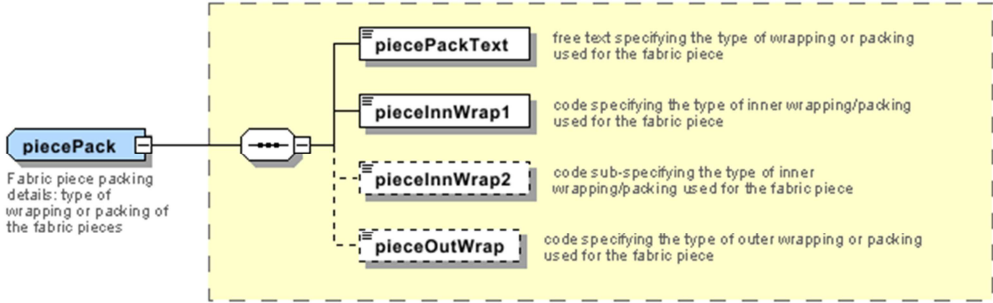 piecePackText
free text specifying the type of wrapping or packing
used for the fabric piece
pieceInnWrap1
code specifying the type of inner wrapping/packing
used for the fabric piece
piecePack
Fabric piece packing
details: type of
wrapping or packing of
the fabric pieces
pieceInnWrap2
code sub-specifying the type of inner
wrapping/packing used for the fabric piece
pieceOutWrap
code specifying the type of outer wrapping or packing
used for the fabric piece